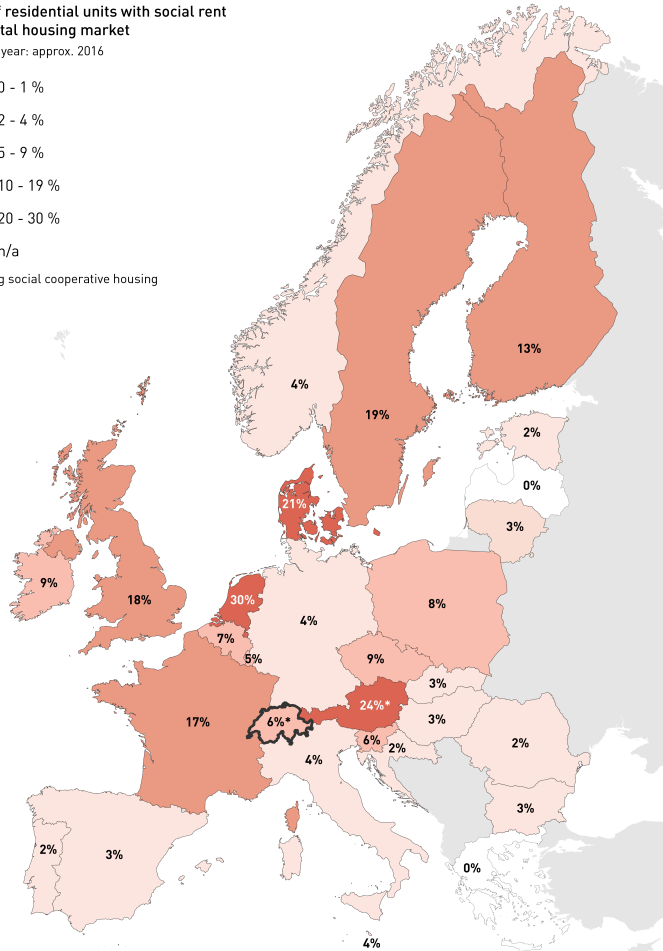 residential units with social rent
tal housing market
year: approx. 2016
0 - 1 %
2 - 4 %
5 - 9 %
10 - 19 %
20 - 30 %
n/a
g social cooperative housing
13%
4%
19%
2%
0%
21%
3%
9%
18%
30%
4%
8%
7%
5%
9%
3%
24%*
17%
6%*
3%
6%
2%
2%
4%
3%
2%
3%
0%
4%